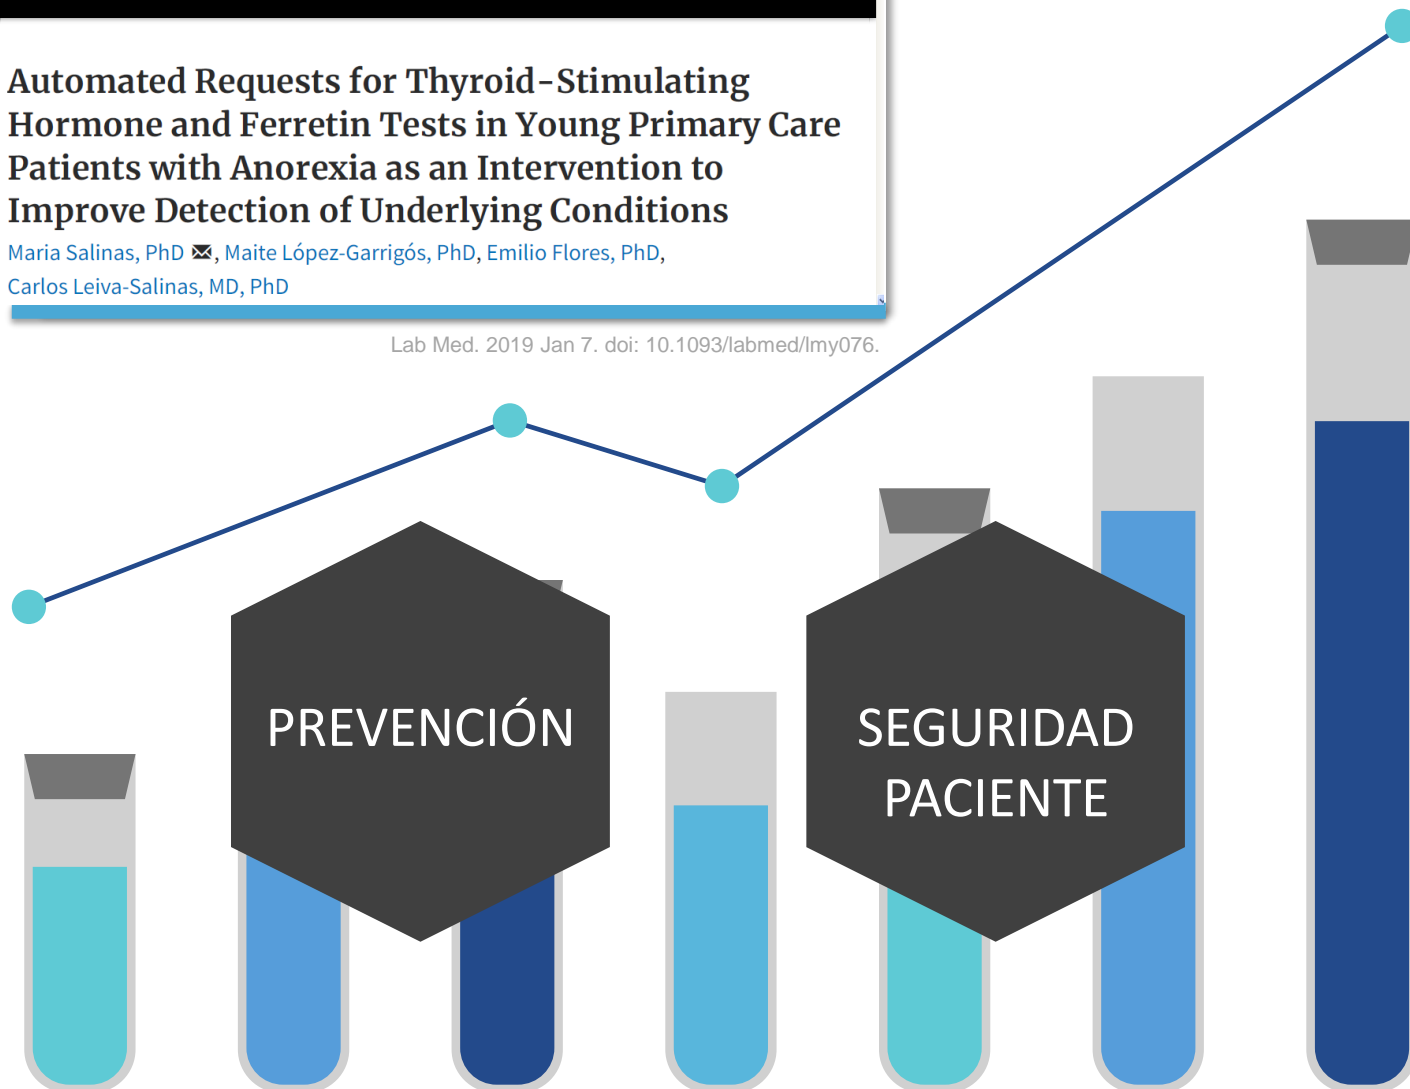 Automated Requests for Thyroid-Stimulating
Hormone and Ferretin Tests in Young Primary Care
Patients with Anorexia as an Intervention to
Improve Detection of Underlying Conditions
Maria Salinas, PhD ✉, Maite López-Garrigós, PhD, Emilio Flores, PhD,
Carlos Leiva-Salinas, MD, PhD
Lab Med. 2019 Jan 7. doi: 10.1093/labmed/lmy076.
PREVENCIÓN
SEGURIDAD
PACIENTE